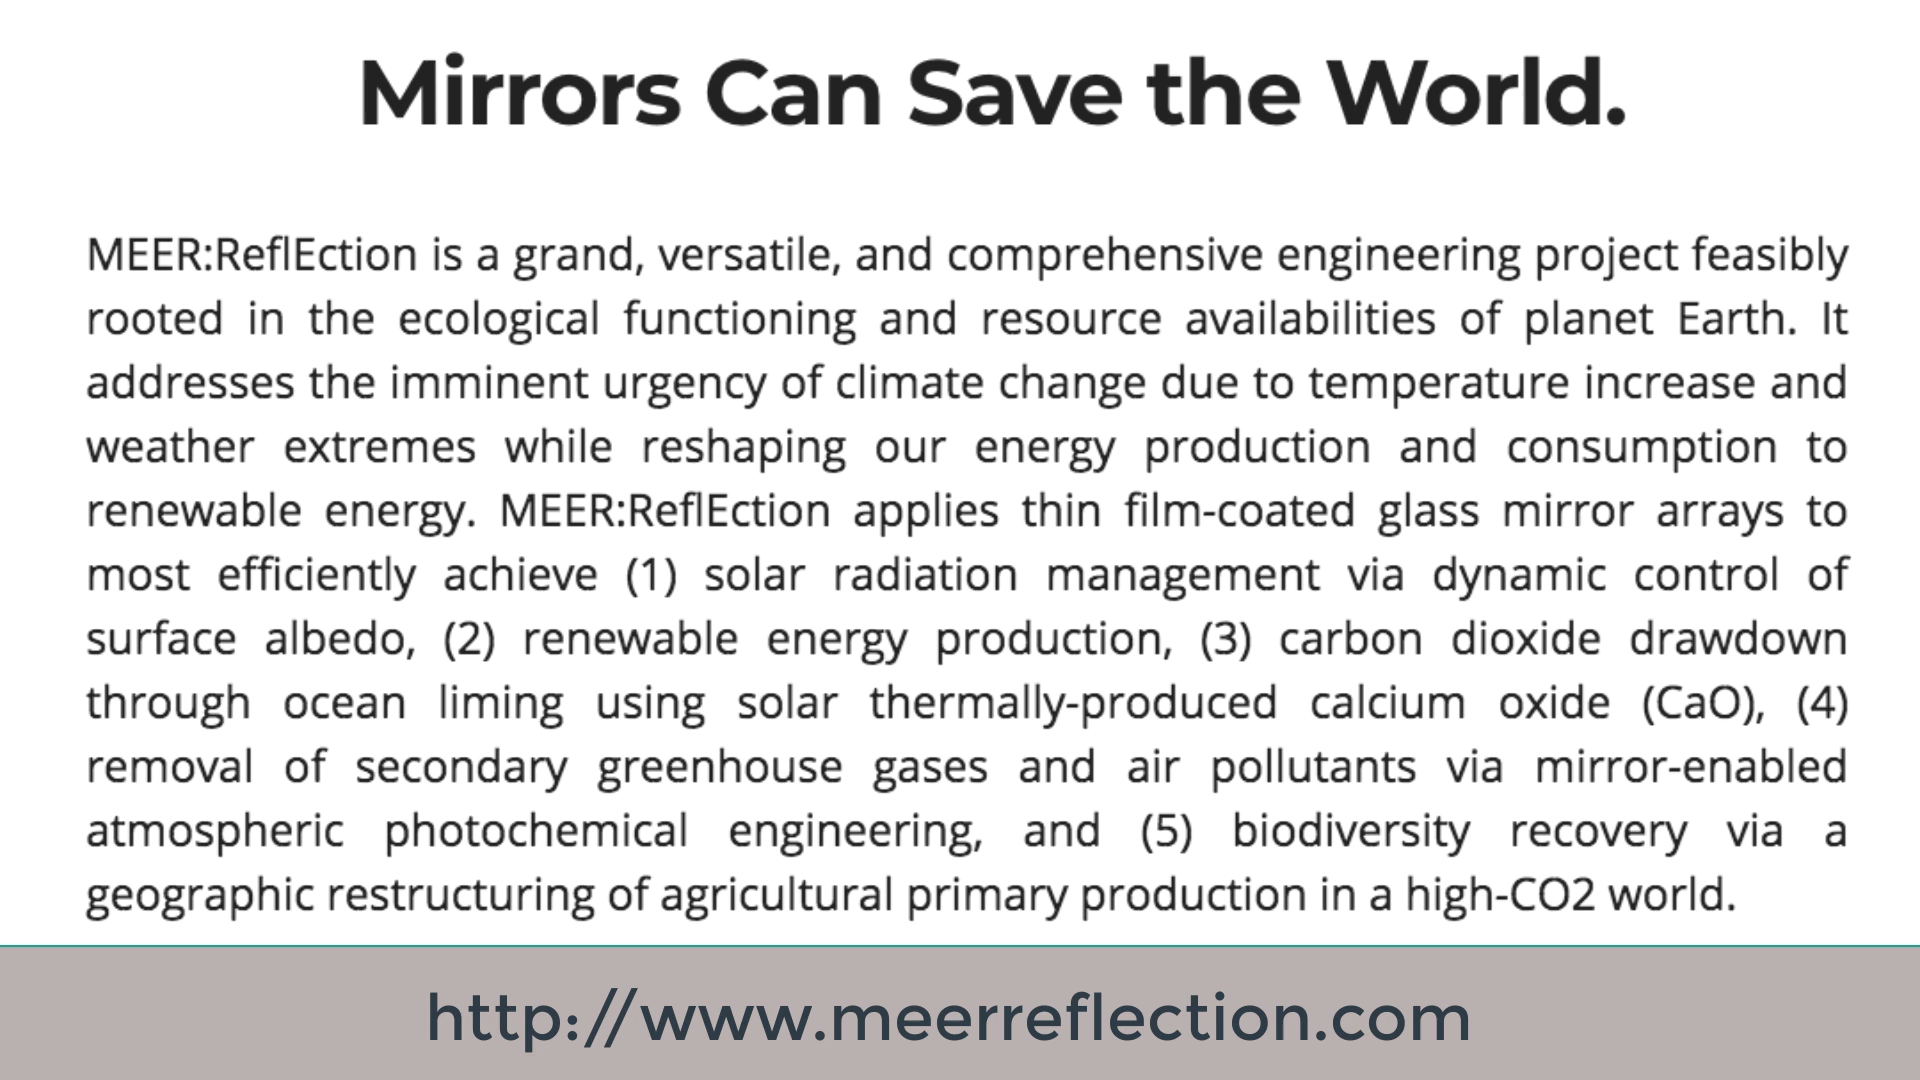 Mirrors Can Save the World.
MEER:ReflEction is a grand, versatile, and comprehensive engineering project feasibly
rooted in the ecological functioning and resource availabilities of planet Earth. It
addresses the imminent urgency of climate change due to temperature increase and
weather extremes while reshaping our energy production and consumption to
renewable energy. MEER:ReflEction applies thin film-coated glass mirror arrays to
most efficiently achieve (1) solar radiation management via dynamic control of
surface albedo, (2) renewable energy production, (3) carbon dioxide drawdown
through ocean liming using solar thermally-produced calcium oxide (CaO), (4)
removal of secondary greenhouse gases and air pollutants via mirror-enabled
atmospheric photochemical engineering, and (5) biodiversity recovery via a
geographic restructuring of agricultural primary production in a high-CO2 world.
http://www.meerreflection.com